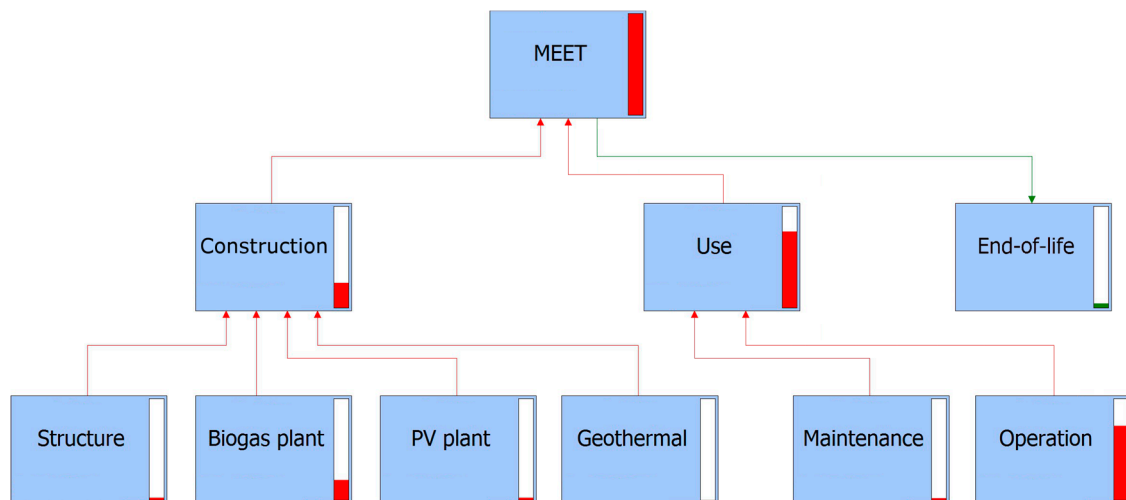 MEET
Construction
Use
End-of-life
Structure
Biogas plant
PV plant
Geothermal
Maintenance
Operation